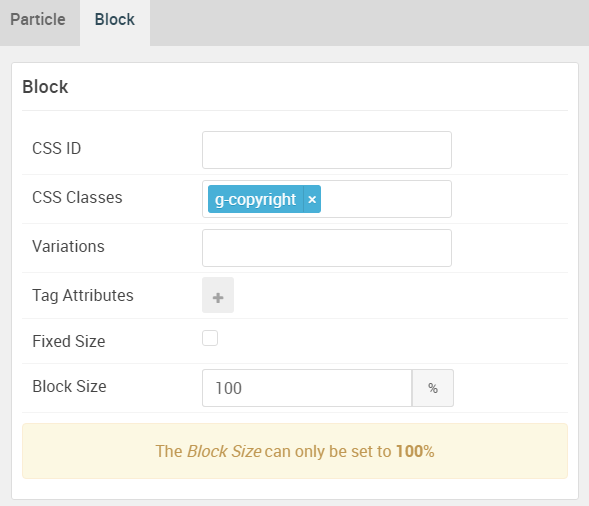 Particle Block
Block
CSS ID
CSS Classes g-copyright ×
Variations
Tag Attributes +
Fixed Size
Block Size 100 %
The Block Size can only be set to 100%